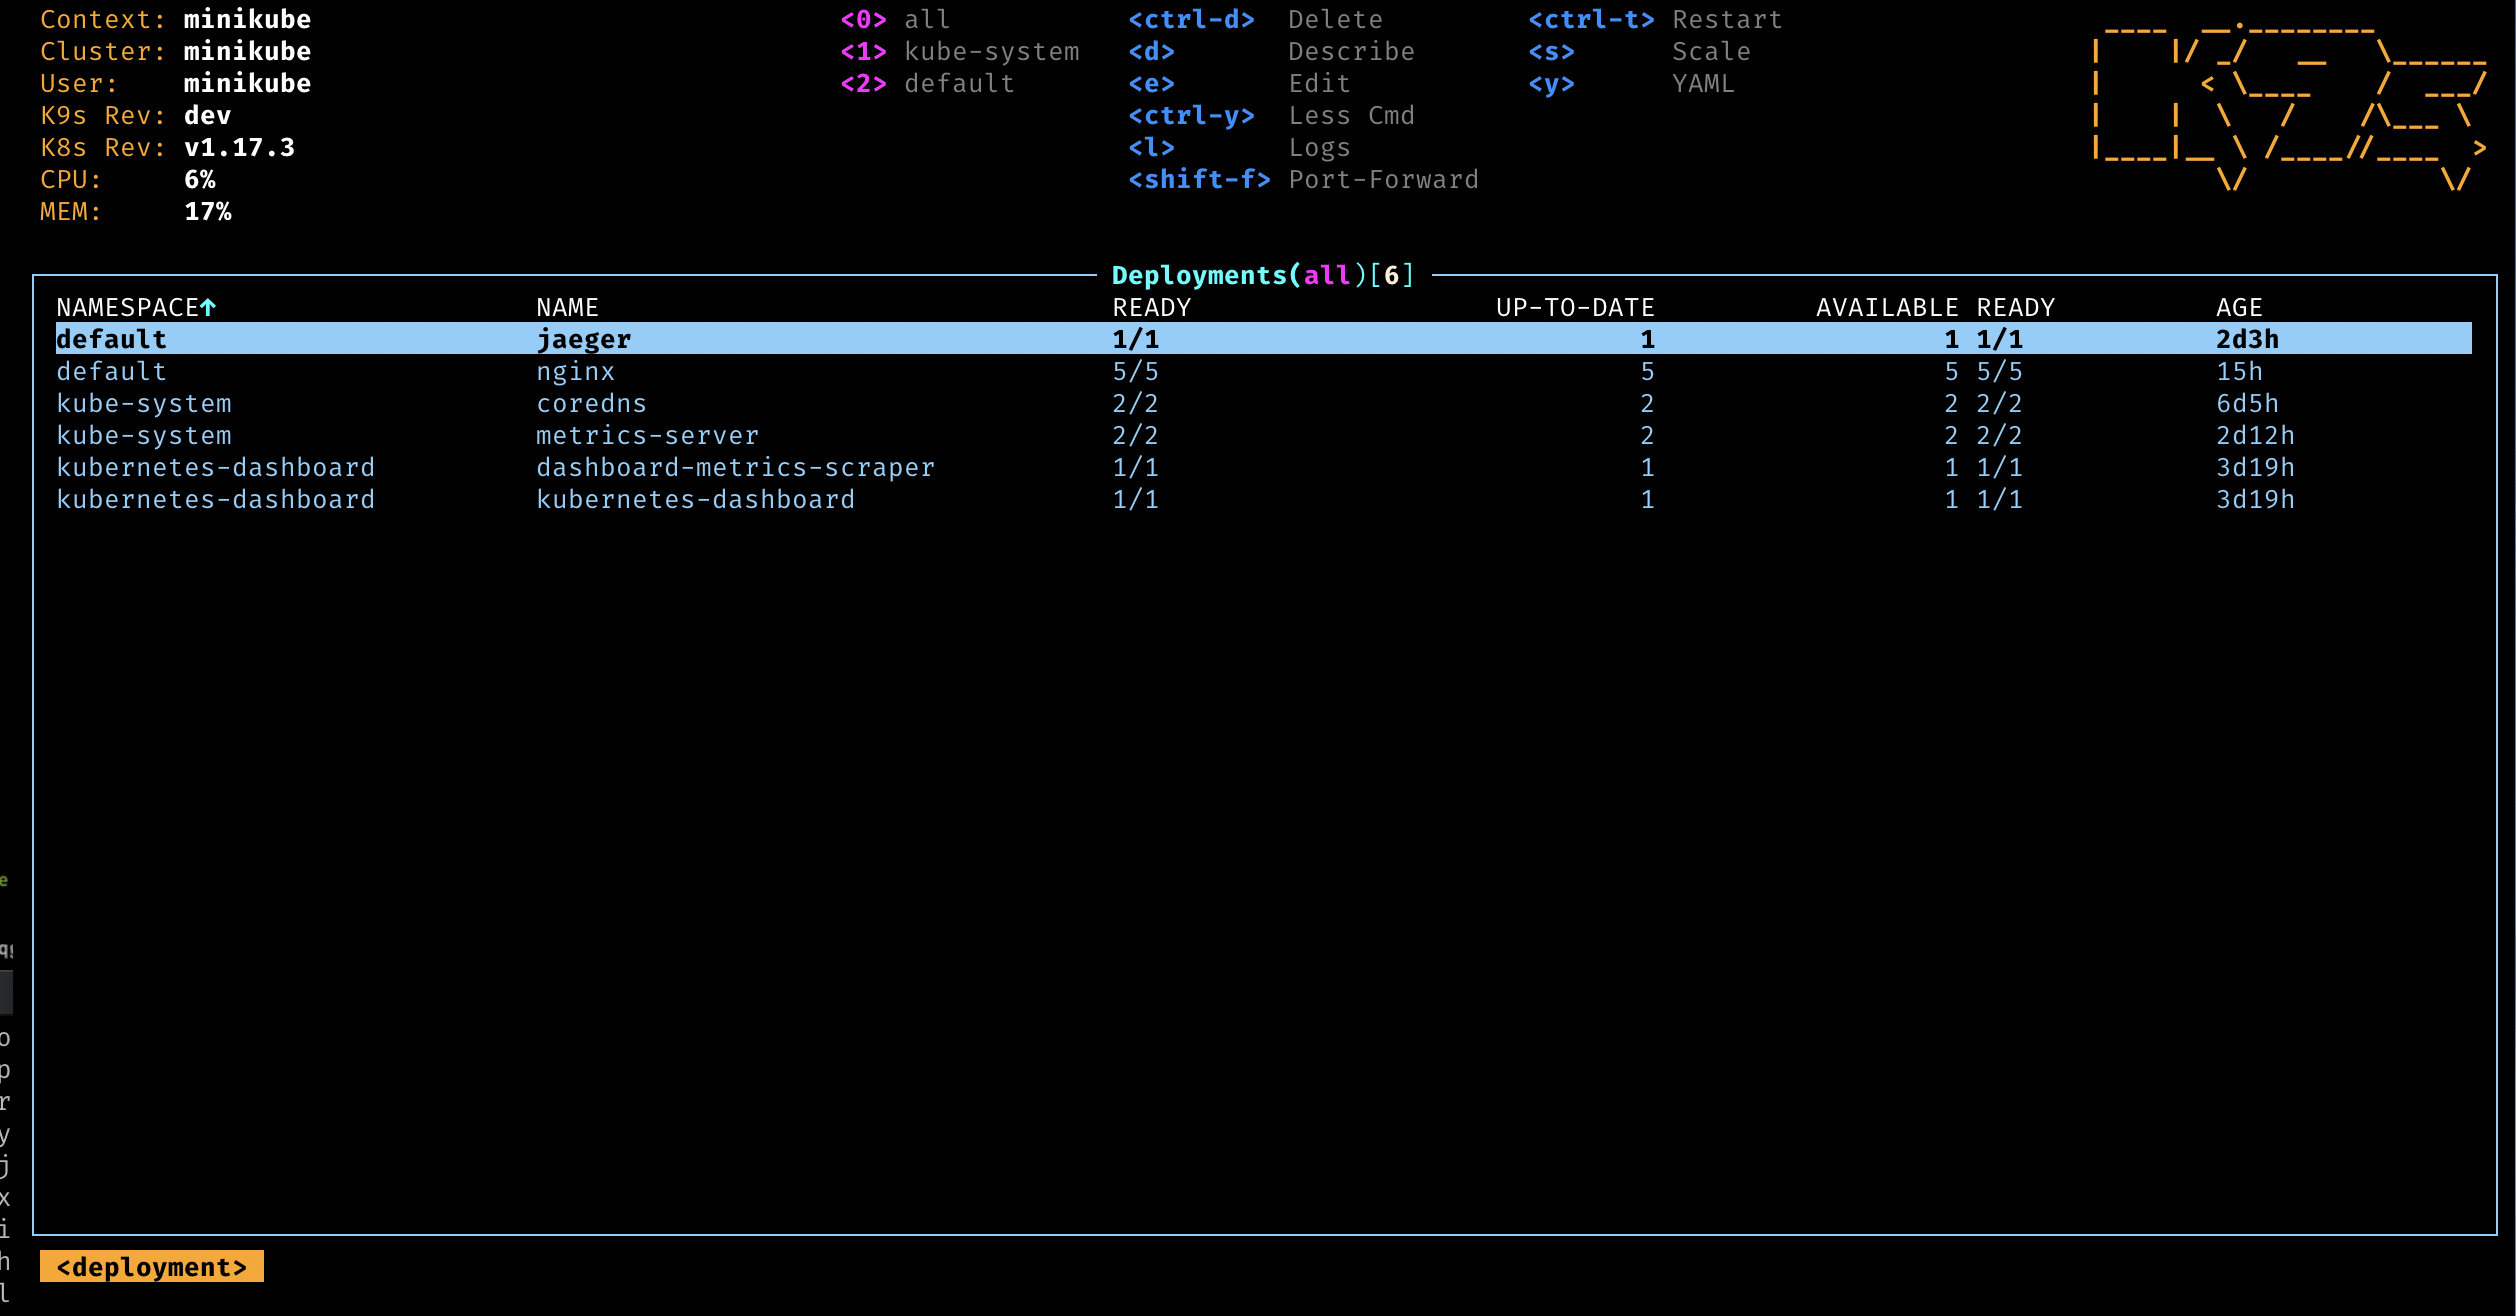 Context: minikube <0> all <ctrl-d> Delete <ctrl-t> Restart
Cluster: minikube <1> kube-system <d> Describe <s> Scale
User: minikube <2> default <e> Edit <y> YAML
K9s Rev: dev <ctrl-y> Less Cmd
K8s Rev: v1.17.3 <l> Logs
CPU: 6% <shift-f> Port-Forward
MEM: 17%
Deployments(all)[6]
NAMESPACE↑ NAME READY UP-TO-DATE AVAILABLE READY AGE
default jaeger 1/1 1 1 1/1 2d3h
default nginx 5/5 5 5 5/5 15h
kube-system coredns 2/2 2 2 2/2 6d5h
kube-system metrics-server 2/2 2 2 2/2 2d12h
kubernetes-dashboard dashboard-metrics-scraper 1/1 1 1 1/1 3d19h
kubernetes-dashboard kubernetes-dashboard 1/1 1 1 1/1 3d19h
e
o
p
r
y
j
x
i
h
l
<deployment>